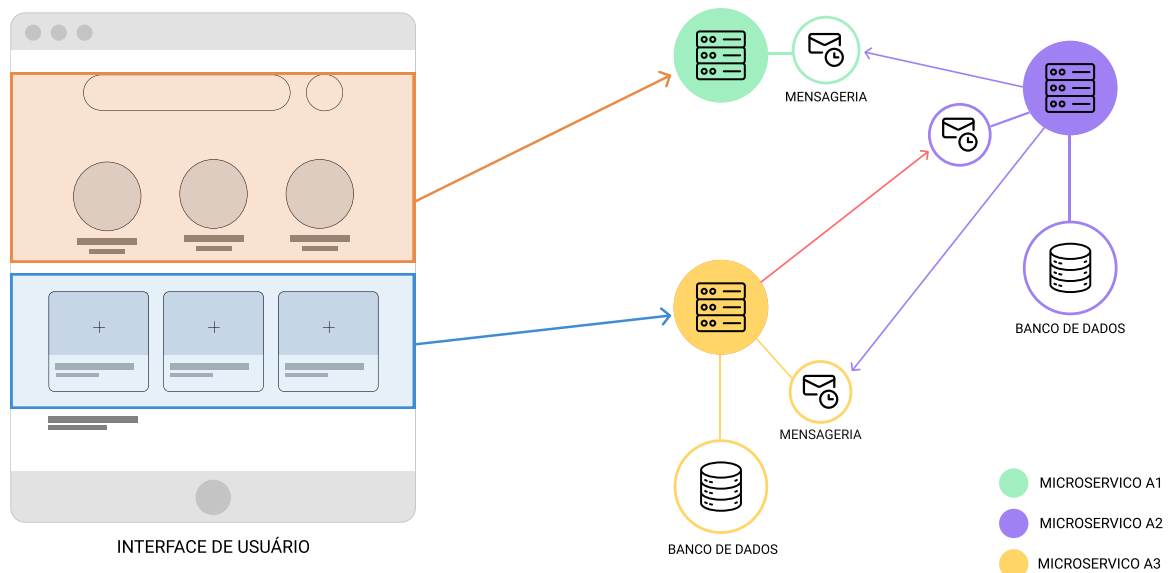 MENSAGERIA
BANCO DE DADOS
MENSAGERIA
BANCO DE DADOS
INTERFACE DE USUÁRIO
MICROSERVICO A1
MICROSERVICO A2
MICROSERVICO A3